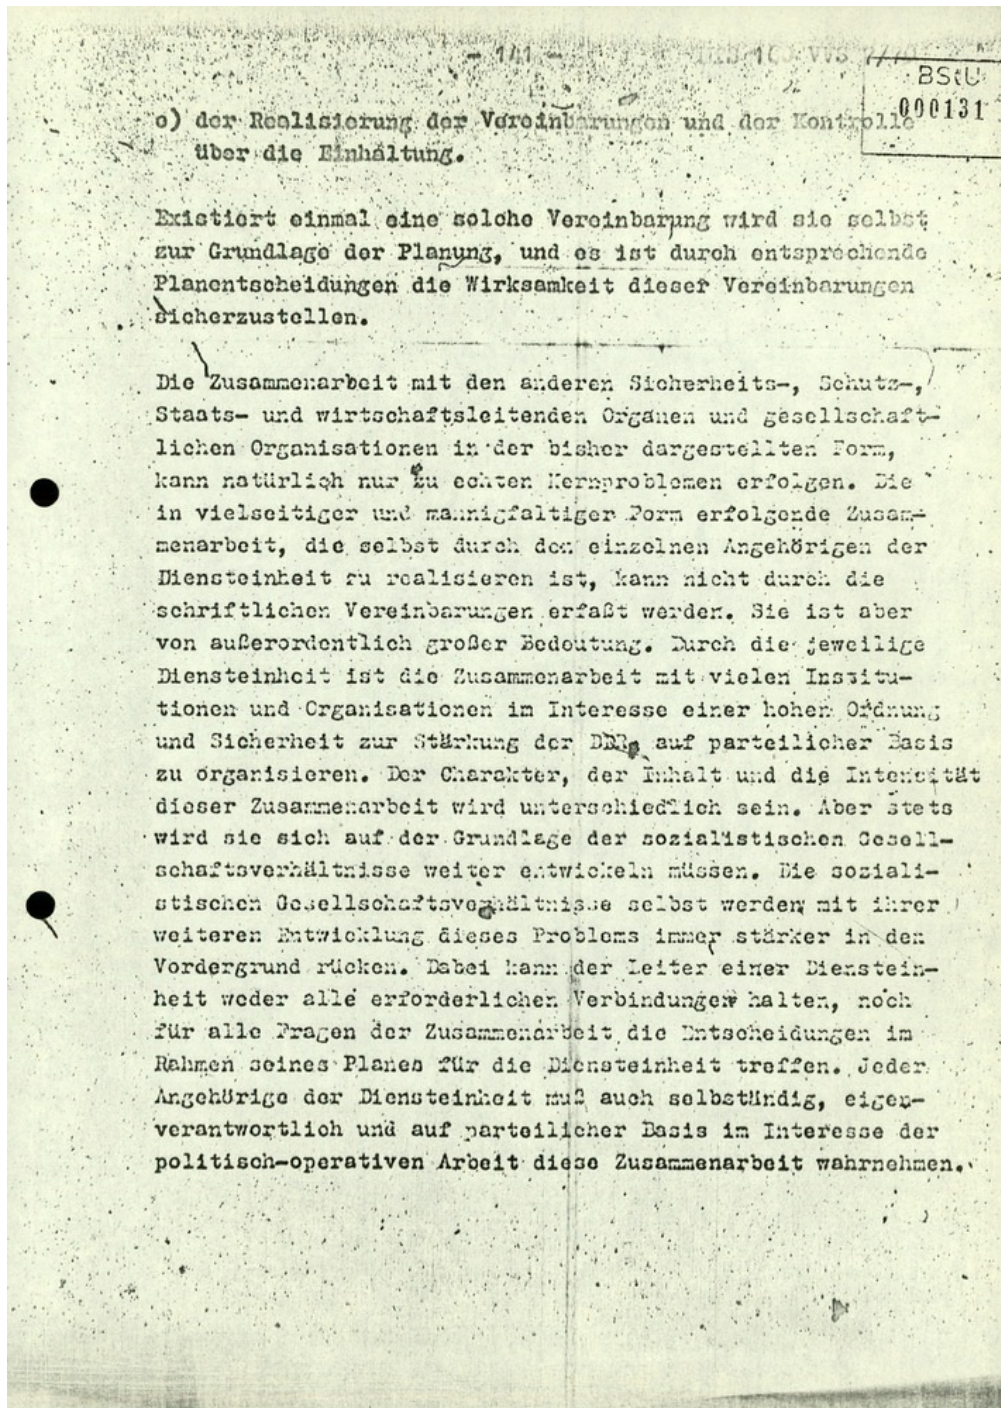 - 141 -
BStU
000131
e) der Realisierung der Vereinbarungen und der Kontrolle
über die Einhaltung.
Existiert einmal eine solche Vereinbarung wird sie selbst
zur Grundlage der Planung, und es ist durch entsprechende
Planentscheidungen die Wirksamkeit dieser Vereinbarungen
sicherzustellen.
Die Zusammenarbeit mit den anderen Sicherheits-, Schutz-,
Staats- und wirtschaftsleitenden Organen und gesellschaft-
lichen Organisationen in der bisher dargestellten Form,
kann natürlich nur zu echten Kernproblemen erfolgen. Die
in vielseitiger und mannigfaltiger Form erfolgende Zusam-
menarbeit, die selbst durch den einzelnen Angehörigen der
Diensteinheit zu realisieren ist, kann nicht durch die
schriftlichen Vereinbarungen erfaßt werden. Sie ist aber
von außerordentlich großer Bedeutung. Durch die jeweilige
Diensteinheit ist die Zusammenarbeit mit vielen Institu-
tionen und Organisationen im Interesse einer hohen Ordnung
und Sicherheit zur Stärkung der DDR, auf parteilicher Basis
zu organisieren. Der Charakter, der Inhalt und die Intensität
dieser Zusammenarbeit wird unterschiedlich sein. Aber stets
wird sie sich auf der Grundlage der sozialistischen Gesell-
schaftsverhältnisse weiter entwickeln müssen. Die soziali-
stischen Gesellschaftsverhältnisse selbst werden mit ihrer
weiteren Entwicklung dieses Problems immer stärker in den
Vordergrund rücken. Dabei kann der Leiter einer Dienstein-
heit weder alle erforderlichen Verbindungen halten, noch
für alle Fragen der Zusammenarbeit die Entscheidungen im
Rahmen seines Planes für die Diensteinheit treffen. Jeder
Angehörige der Diensteinheit muß auch selbständig, eigen-
verantwortlich und auf parteilicher Basis im Interesse der
politisch-operativen Arbeit diese Zusammenarbeit wahrnehmen.